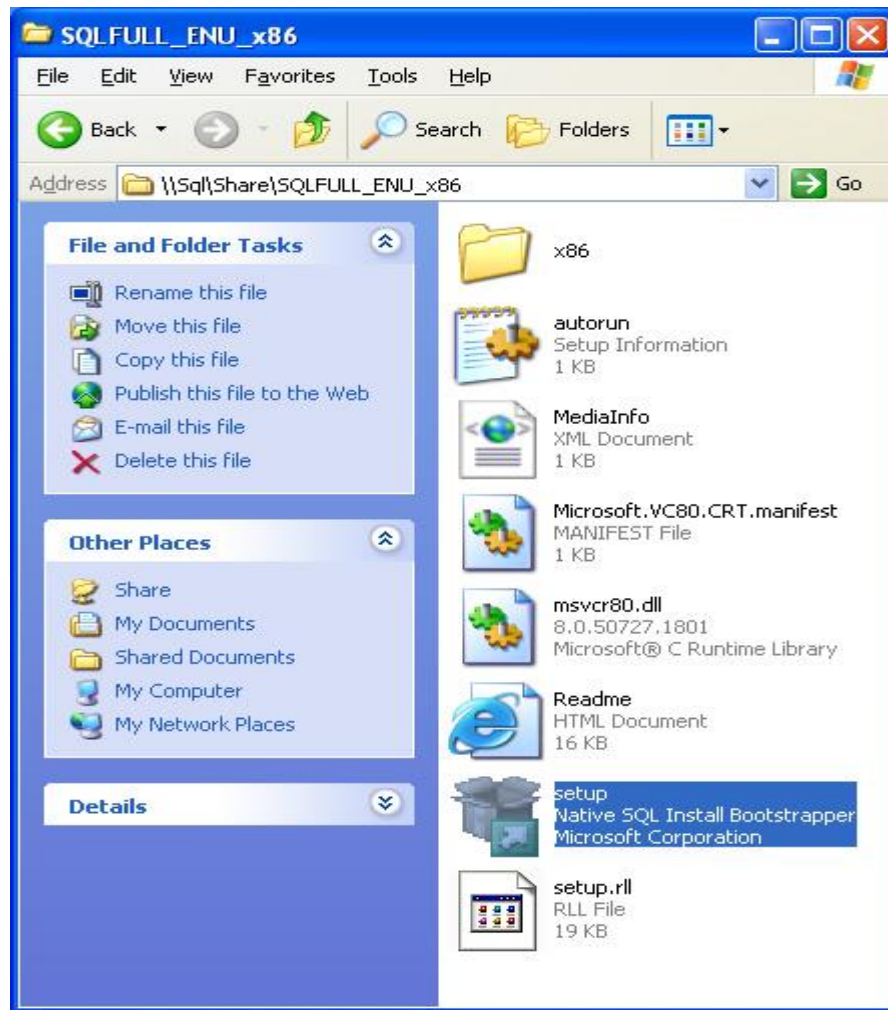 SQLFULL_ENU_x86
File Edit View Favorites Tools Help
Back Search Folders
Address \\Sql\Share\SQLFULL_ENU_x86 Go
File and Folder Tasks
Rename this file
Move this file
Copy this file
Publish this file to the Web
E-mail this file
Delete this file
Other Places
Share
My Documents
Shared Documents
My Computer
My Network Places
Details
x86
autorun
Setup Information
1 KB
MediaInfo
XML Document
1 KB
Microsoft.VC80.CRT.manifest
MANIFEST File
1 KB
msvcr80.dll
8.0.50727.1801
Microsoft® C Runtime Library
Readme
HTML Document
16 KB
setup
Native SQL Install Bootstrapper
Microsoft Corporation
setup.rll
RLL File
19 KB